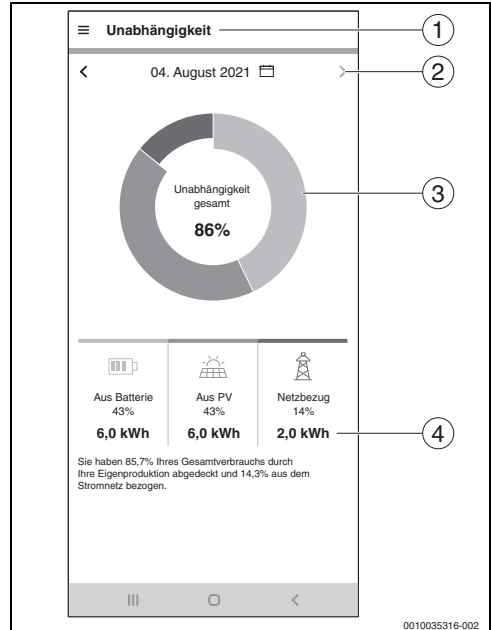 Unabhängigkeit
1
04. August 2021
2
Unabhängigkeit
gesamt
86%
3
Aus Batterie
43%
6,0 kWh
Aus PV
43%
6,0 kWh
Netzbezug
14%
2,0 kWh
4
Sie haben 85,7% Ihres Gesamtverbrauchs durch
Ihre Eigenproduktion abgedeckt und 14,3% aus dem
Stromnetz bezogen.
0010035316-002